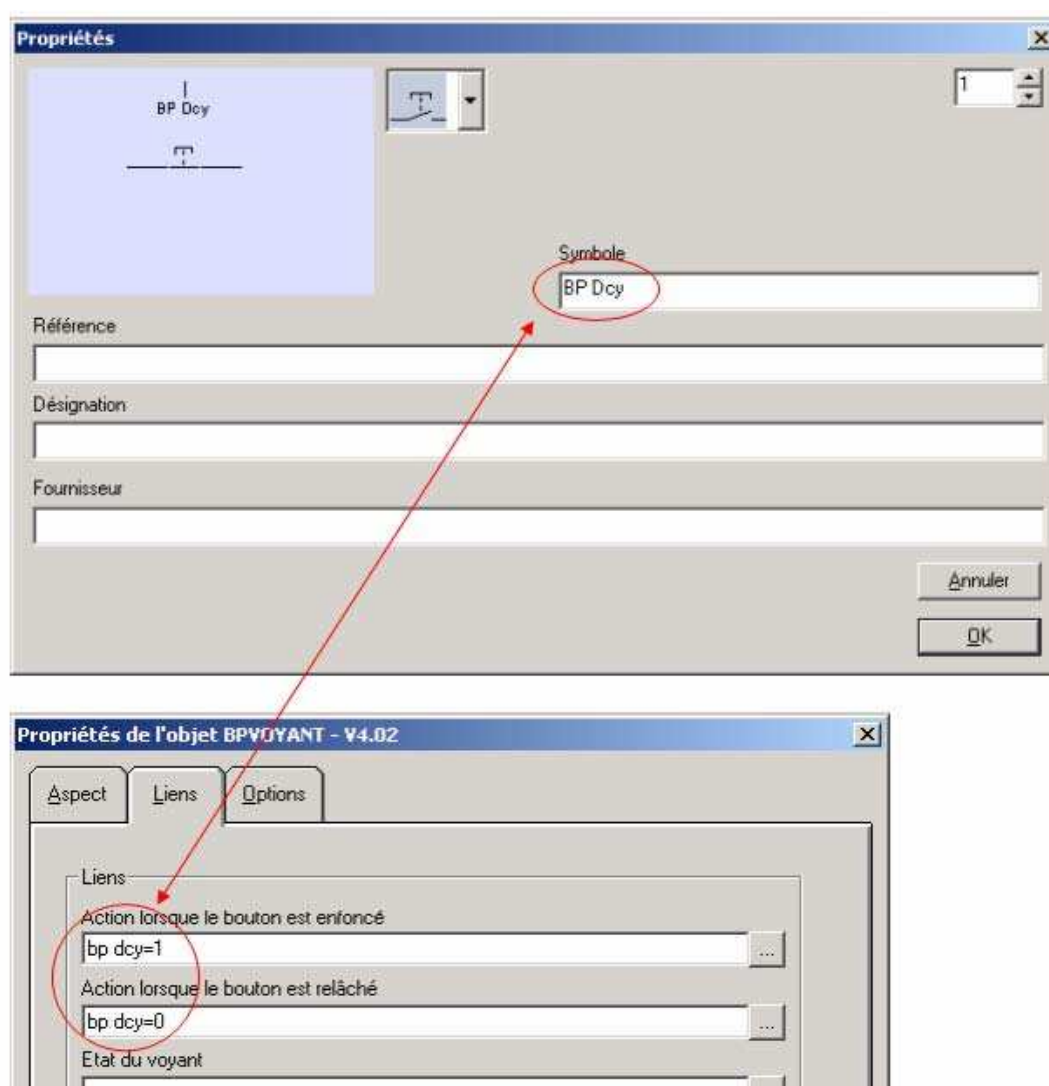 Propriétés
BP Dcy
1
Symbole
BP Dcy
Référence
Désignation
Fournisseur
Annuler
OK
Propriétés de l'objet BPVOYANT - V4.02
Aspect Liens Options
Liens
Action lorsque le bouton est enfoncé
bp dcy=1
...
Action lorsque le bouton est relâché
bp dcy=0
...
Etat du voyant